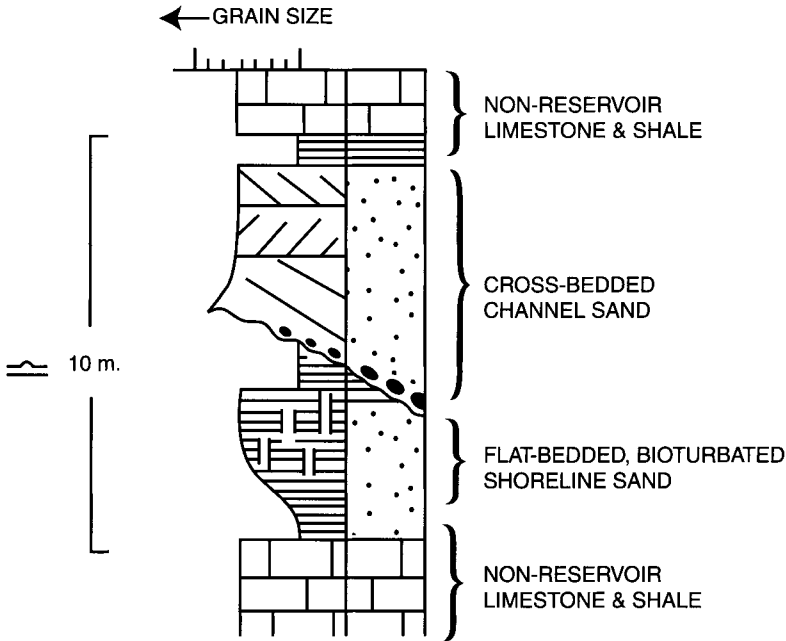 GRAIN SIZE
NON-RESERVOIR
LIMESTONE & SHALE
CROSS-BEDDED
CHANNEL SAND
10 m.
FLAT-BEDDED, BIOTURBATED
SHORELINE SAND
NON-RESERVOIR
LIMESTONE & SHALE